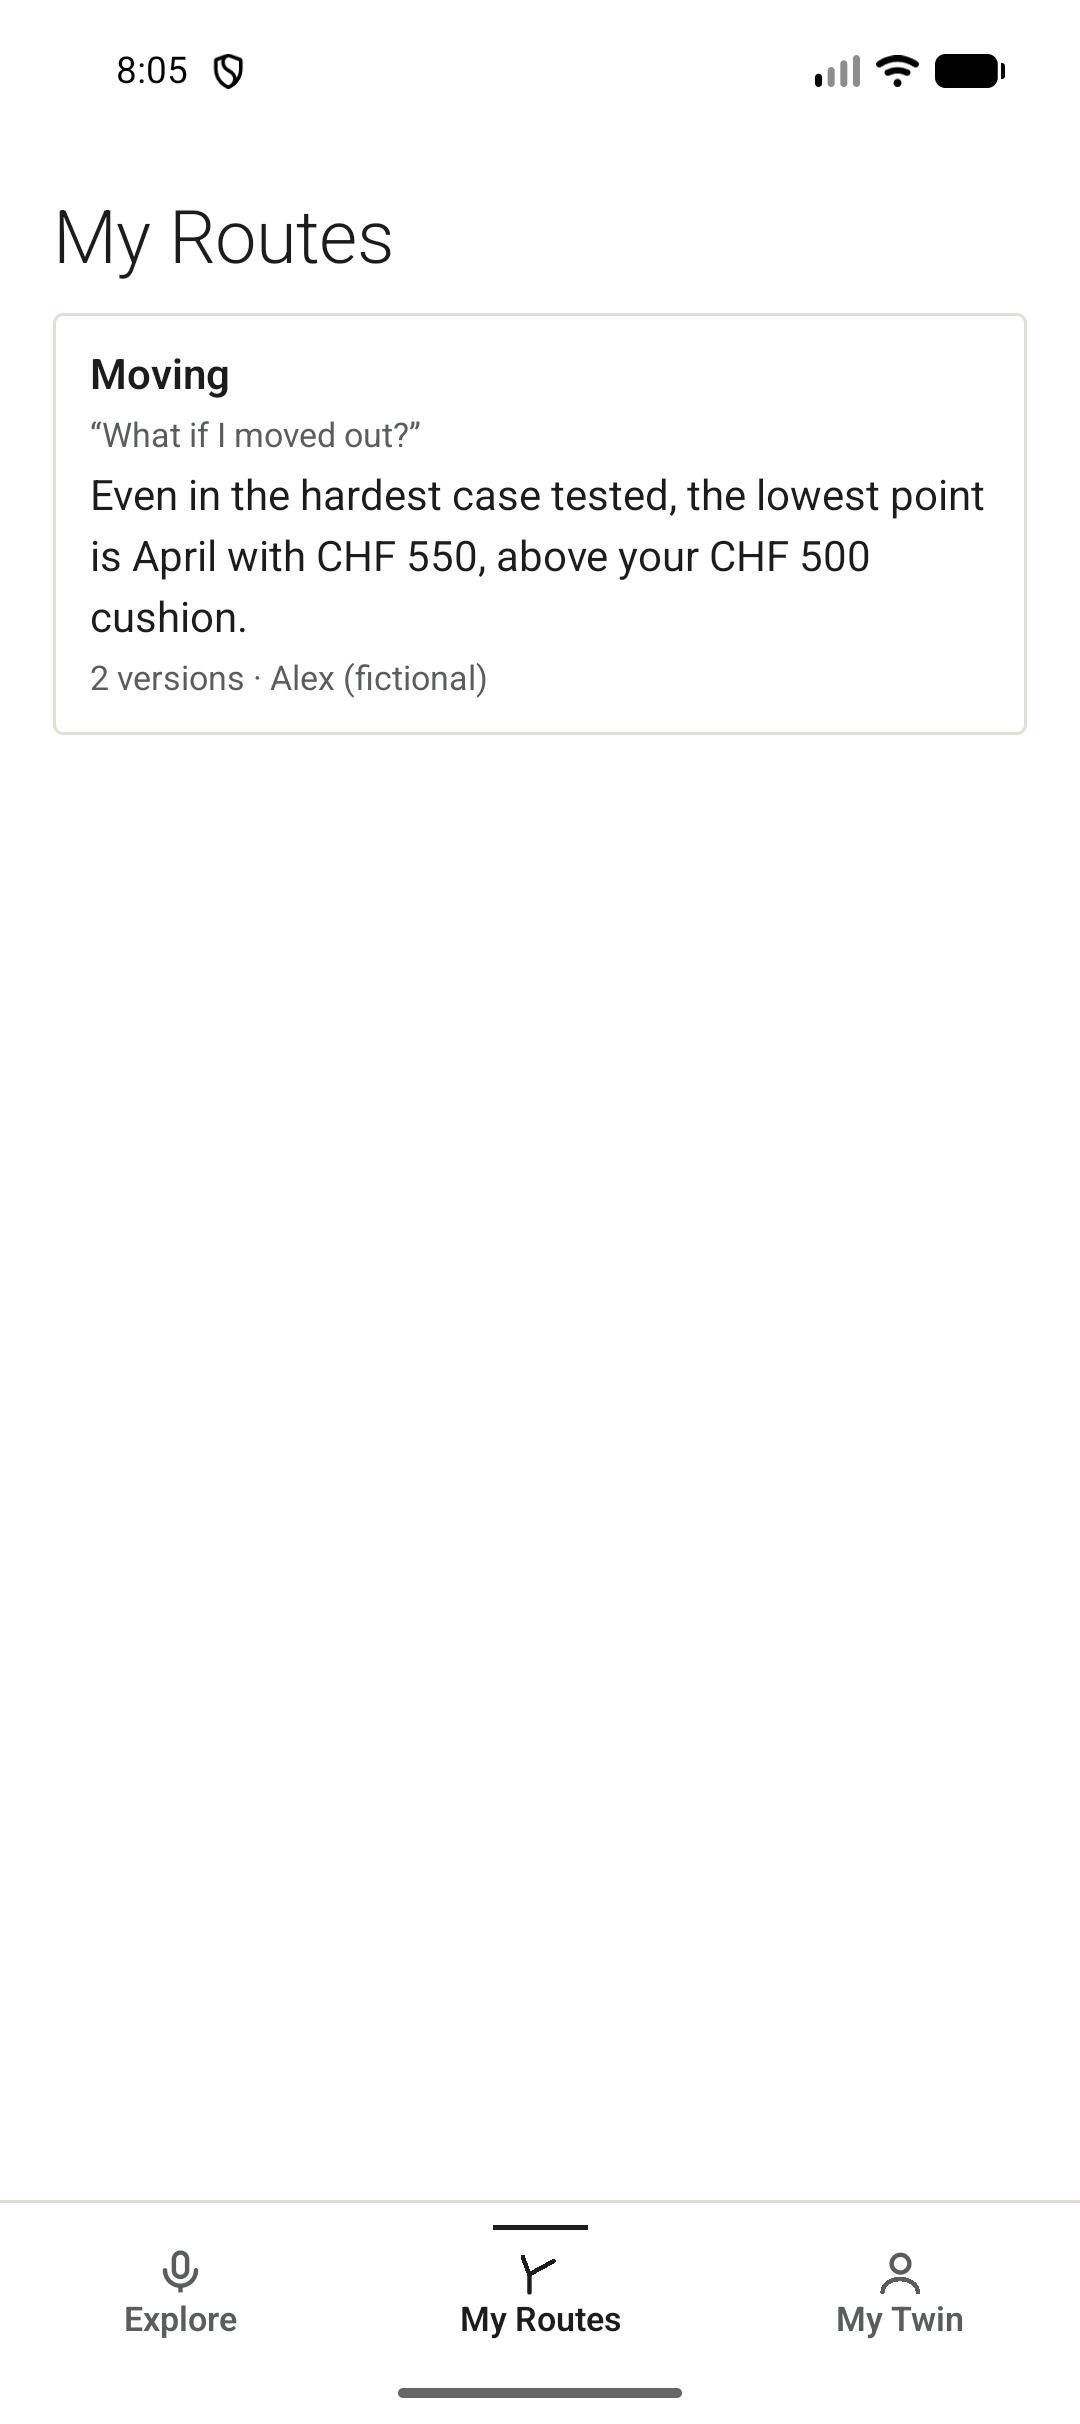 8:05
My Routes
Moving
“What if I moved out?”
Even in the hardest case tested, the lowest point
is April with CHF 550, above your CHF 500
cushion.
2 versions · Alex (fictional)
Explore
My Routes
My Twin